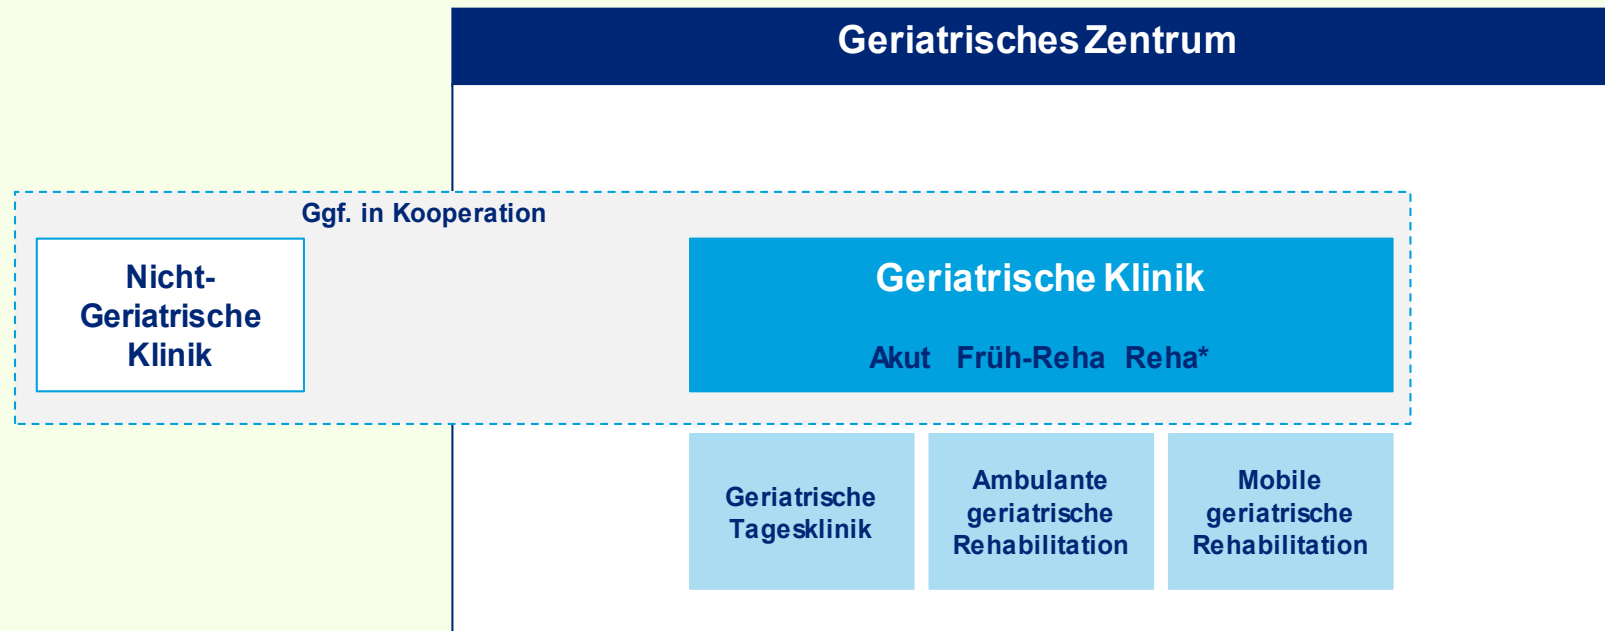 Geriatrisches Zentrum
Ggf. in Kooperation
Nicht-
Geriatrische
Klinik
Geriatrische Klinik
Akut Früh-Reha Reha*
Geriatrische
Tagesklinik
Ambulante
geriatrische
Rehabilitation
Mobile
geriatrische
Rehabilitation